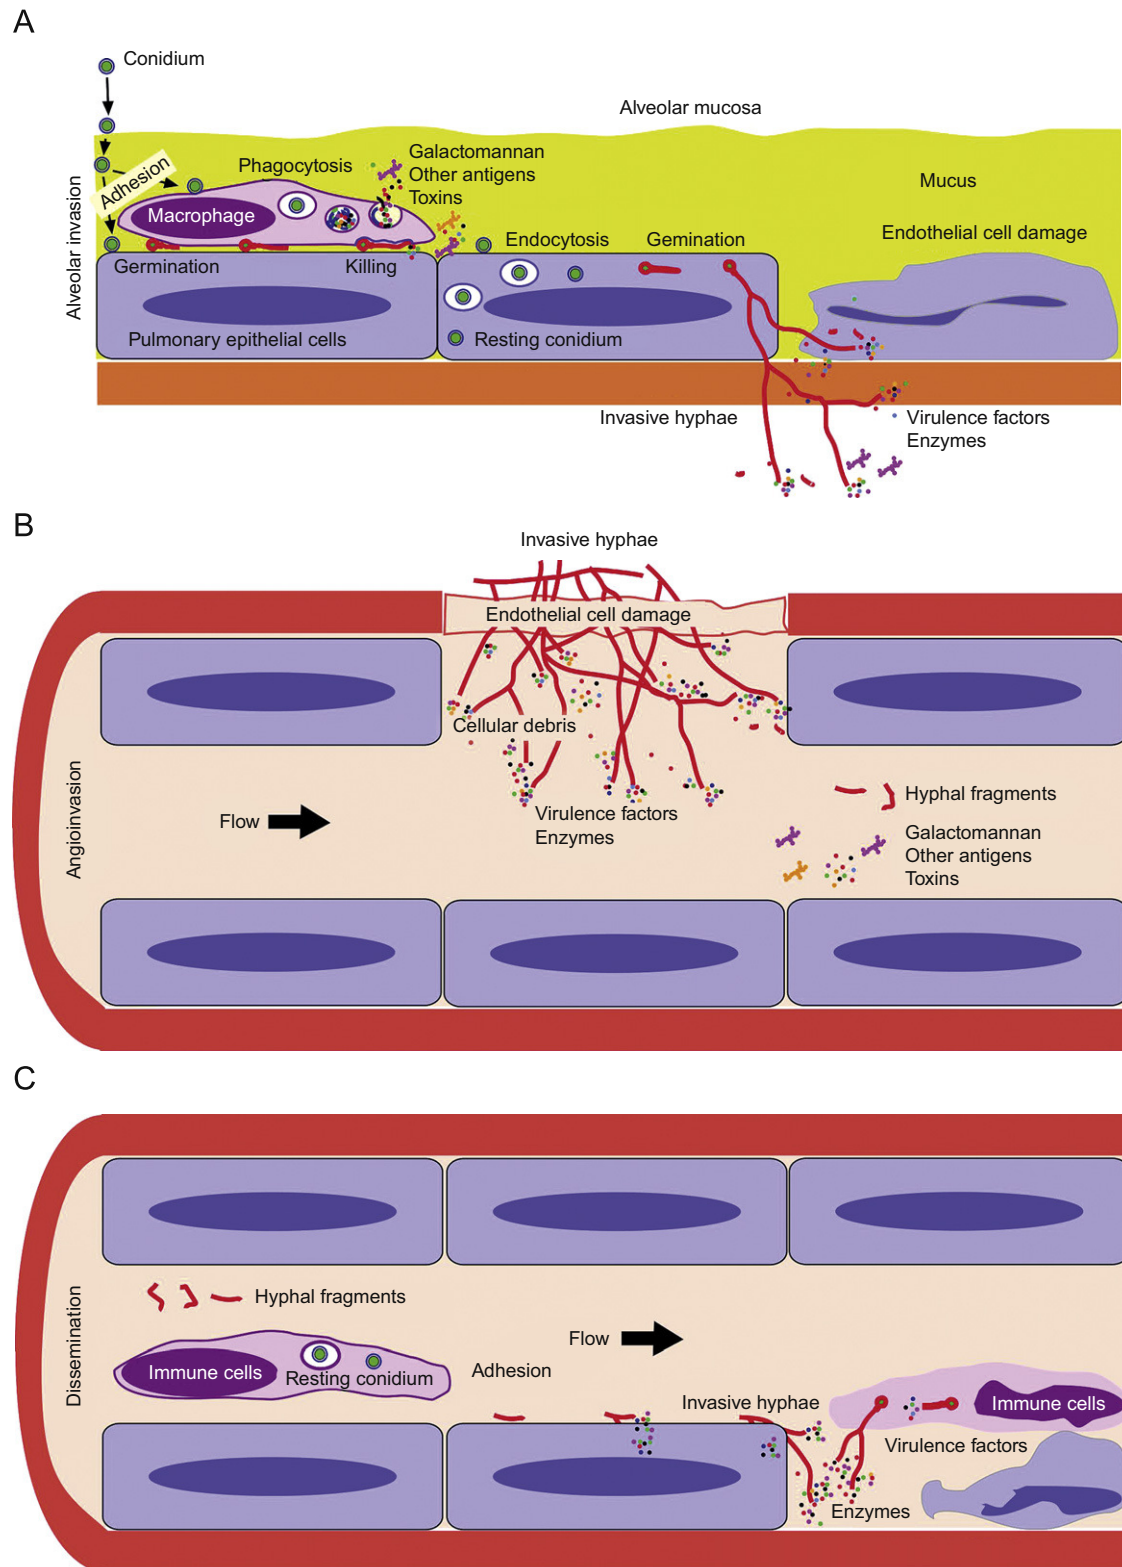 A
Conidium
Alveolar mucosa
Alveolar invasion
Adhesion
Phagocytosis
Galactomannan
Other antigens
Toxins
Mucus
Macrophage
Endocytosis
Gemination
Endothelial cell damage
Germination
Killing
Pulmonary epithelial cells
Resting conidium
Invasive hyphae
Virulence factors
Enzymes
B
Invasive hyphae
Endothelial cell damage
Angioinvasion
Cellular debris
Flow
Virulence factors
Enzymes
Hyphal fragments
Galactomannan
Other antigens
Toxins
C
Dissemination
Hyphal fragments
Flow
Immune cells
Resting conidium
Adhesion
Invasive hyphae
Immune cells
Virulence factors
Enzymes